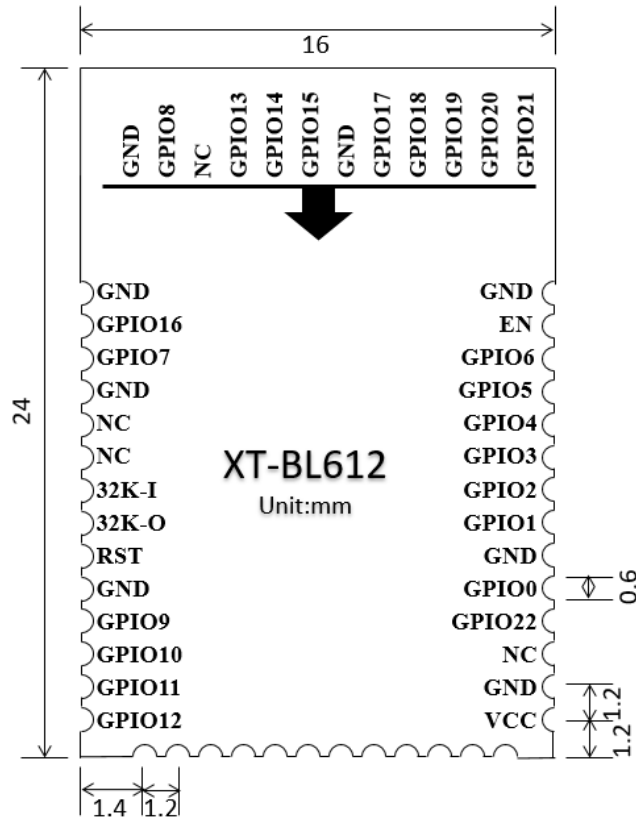 16
GND
GPIO8
NC
GPIO13
GPIO14
GPIO15
GND
GPIO17
GPIO18
GPIO19
GPIO20
GPIO21
24
GND GND
GPIO16 EN
GPIO7 GPIO6
GND GPIO5
NC GPIO4
NC GPIO3
XT-BL612
32K-I GPIO2
Unit:mm
32K-O GPIO1
RST GND
GND GPIO0 0.6
GPIO9 GPIO22
GPIO10 NC
GPIO11 GND 1.2
GPIO12 VCC
1.2
1.4 1.2